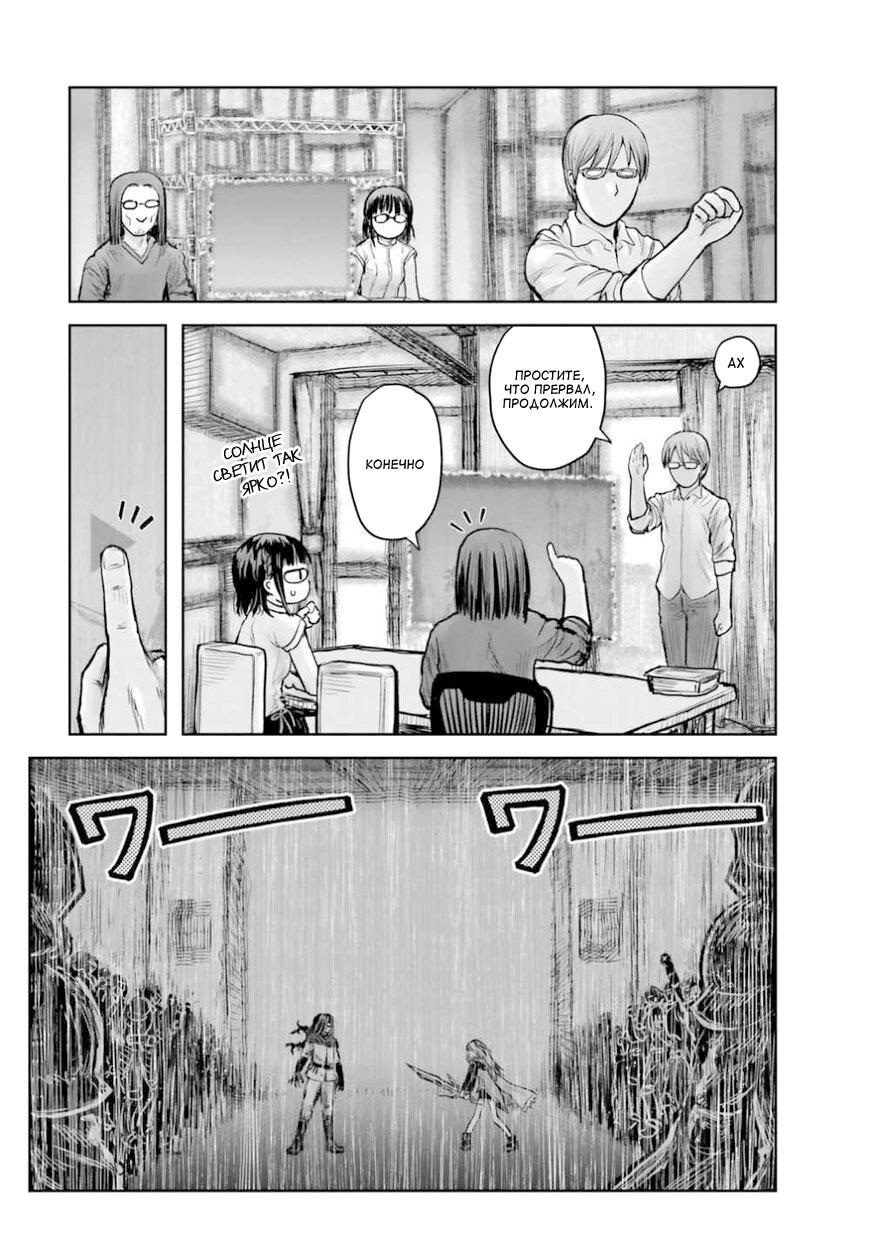 АХ
ПРОСТИТЕ,
ЧТО ПРЕРВАЛ,
ПРОДОЛЖИМ.
КОНЕЧНО
СОЛНЦЕ
СВЕТИТ ТАК
ЯРКО?!
ワー
ワー